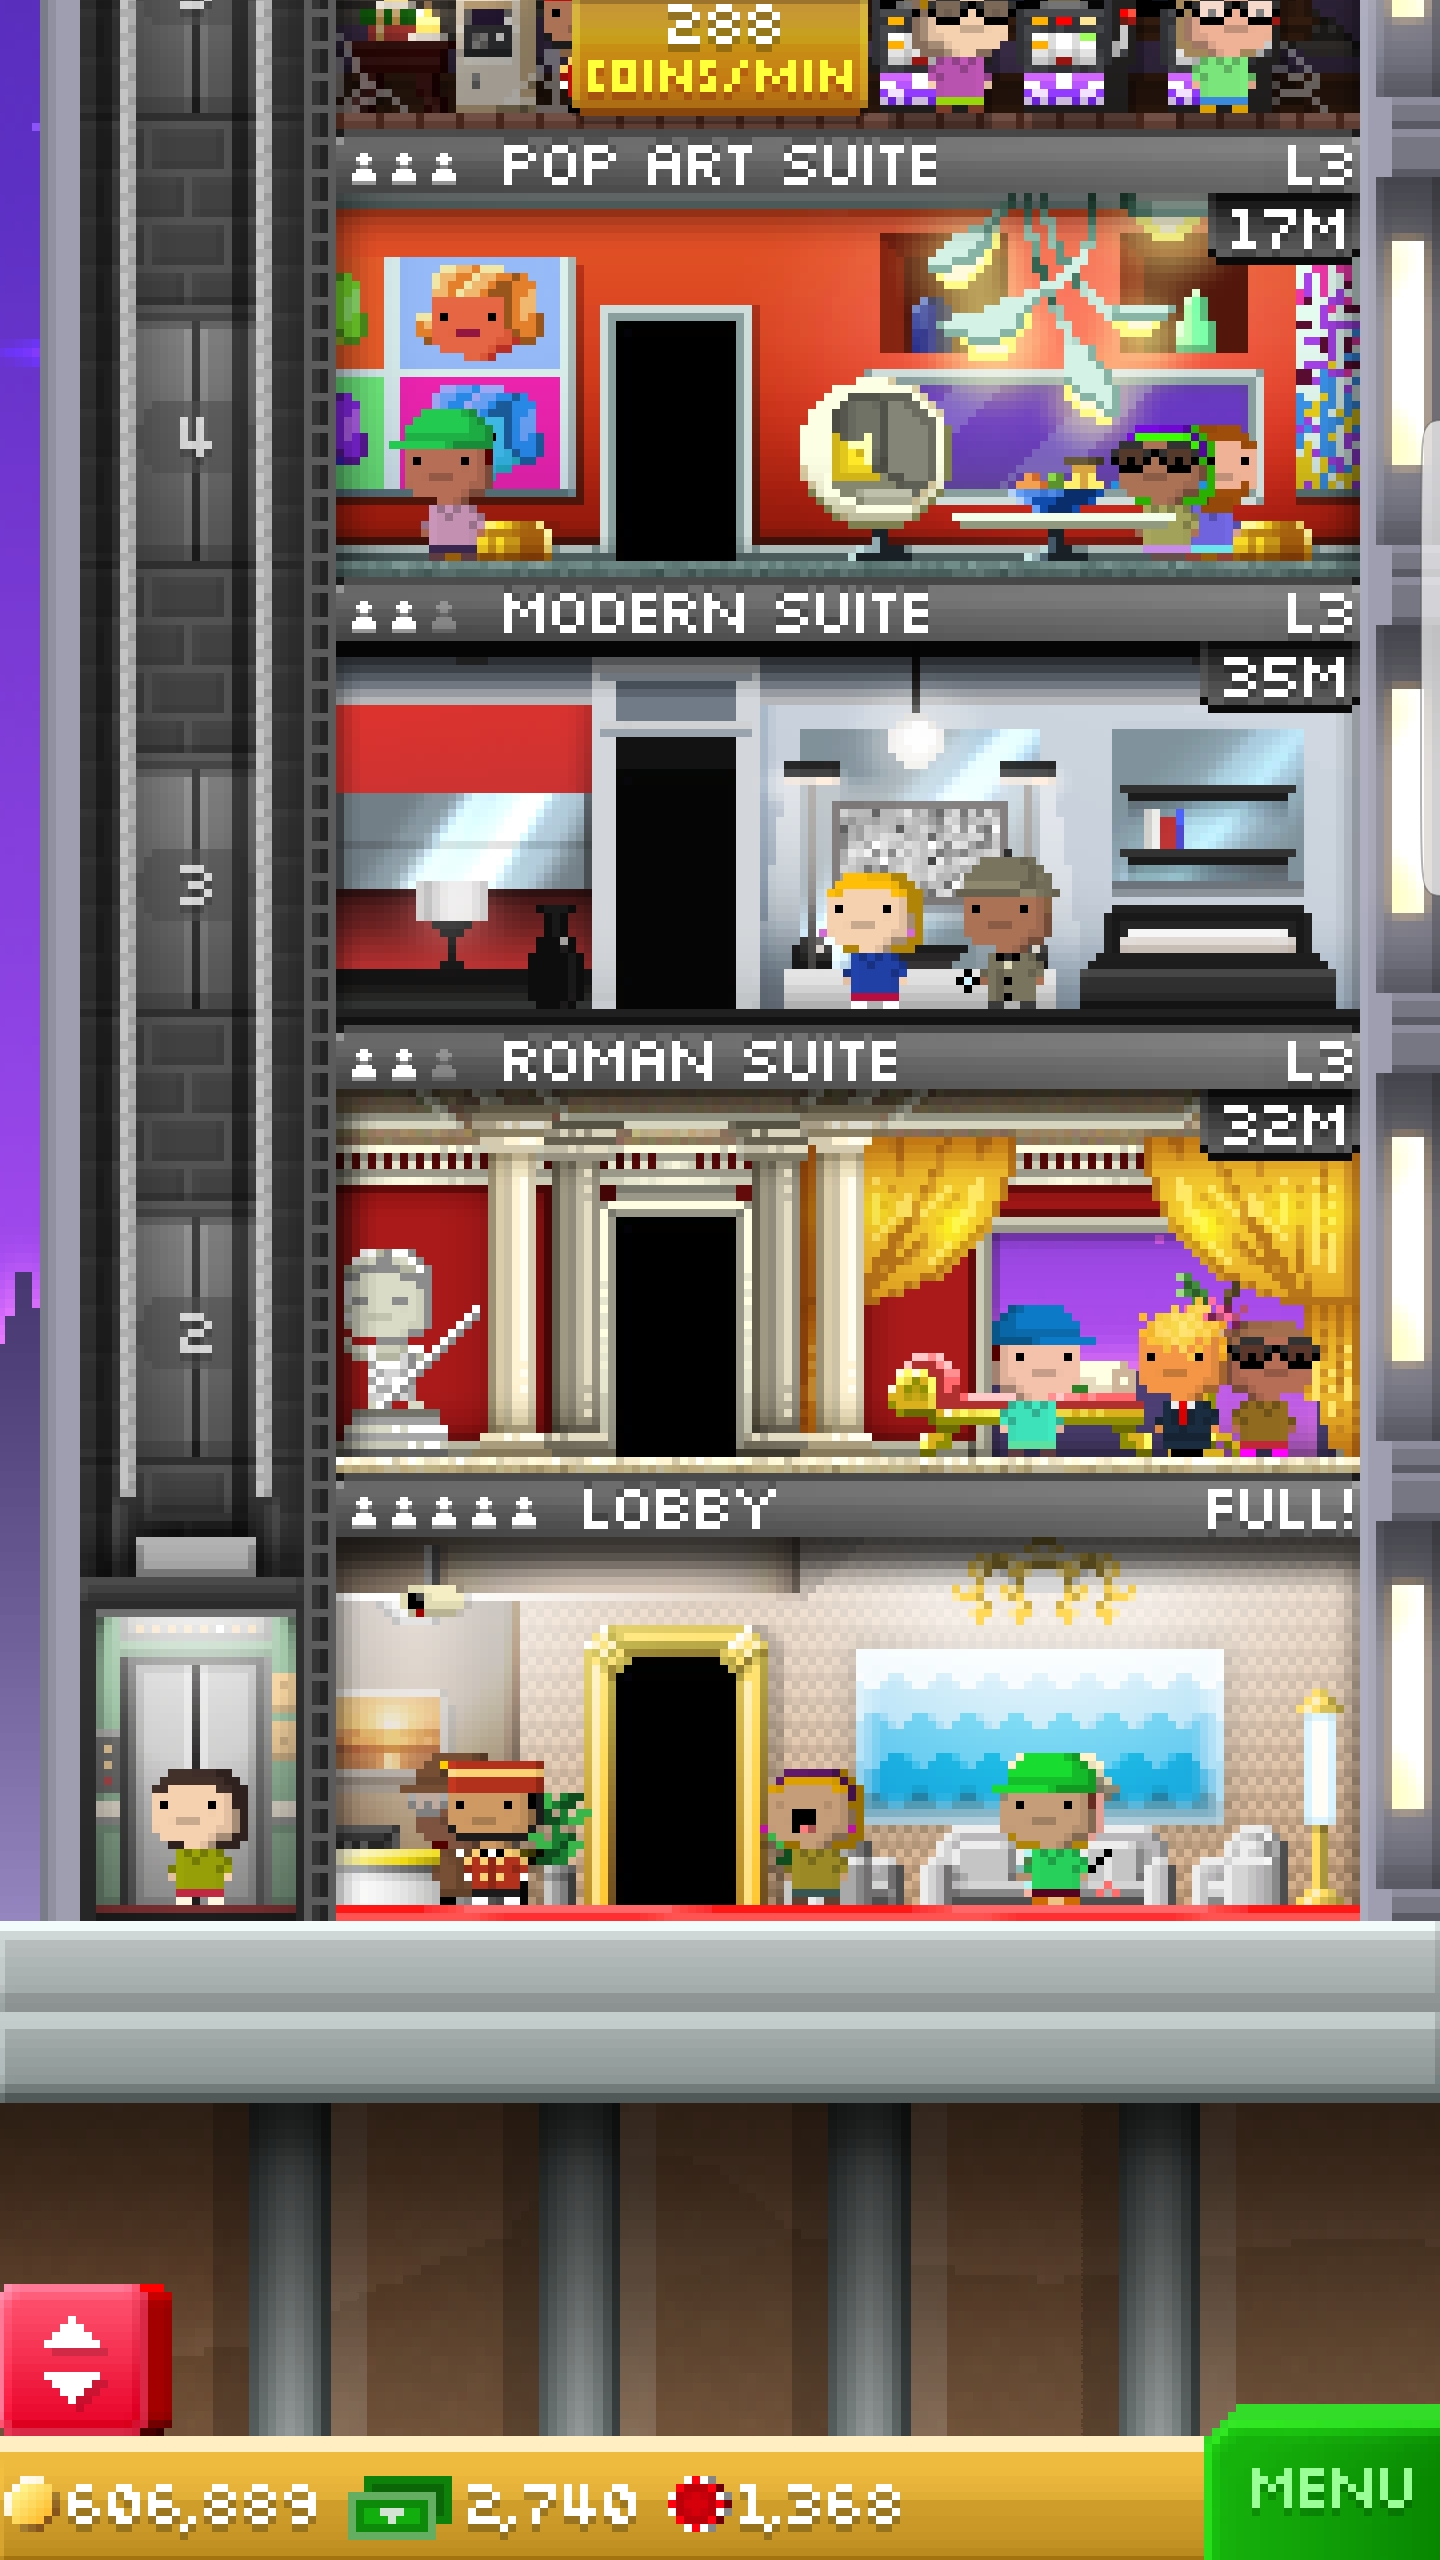 288
COINS/MIN
POP ART SUITE L3
17M
4
MODERN SUITE L3
35M
3
ROMAN SUITE L3
32M
2
LOBBY FULL!
606,889 2,740 1,368 MENU